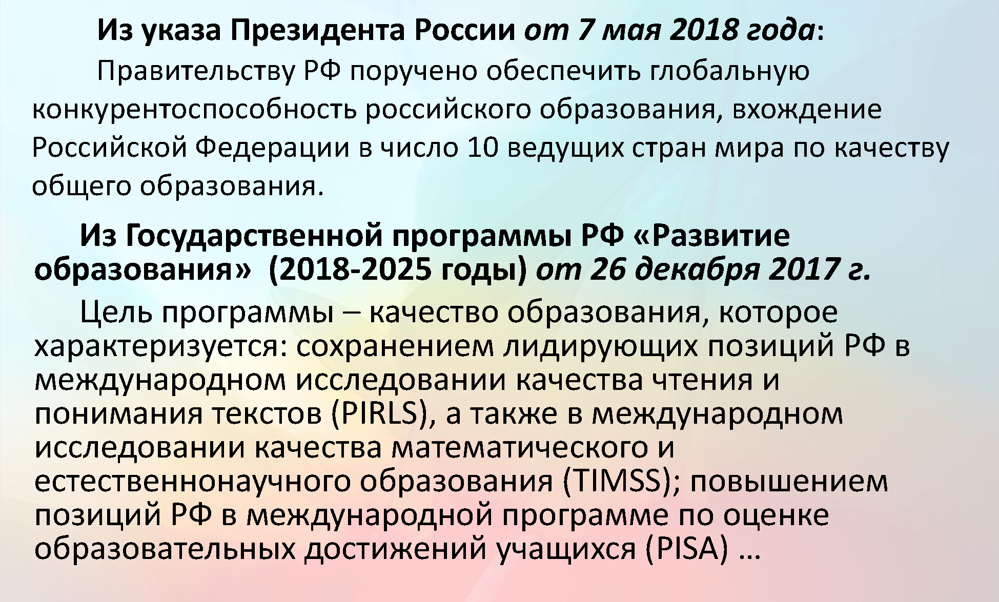 Из указа Президента России от 7 мая 2018 года:
Правительству РФ поручено обеспечить глобальную
конкурентоспособность российского образования, вхождение
Российской Федерации в число 10 ведущих стран мира по качеству
общего образования.
Из Государственной программы РФ «Развитие
образования» (2018-2025 годы) от 26 декабря 2017 г.
Цель программы – качество образования, которое
характеризуется: сохранением лидирующих позиций РФ в
международном исследовании качества чтения и
понимания текстов (PIRLS), а также в международном
исследовании качества математического и
естественнонаучного образования (TIMSS); повышением
позиций РФ в международной программе по оценке
образовательных достижений учащихся (PISA) …